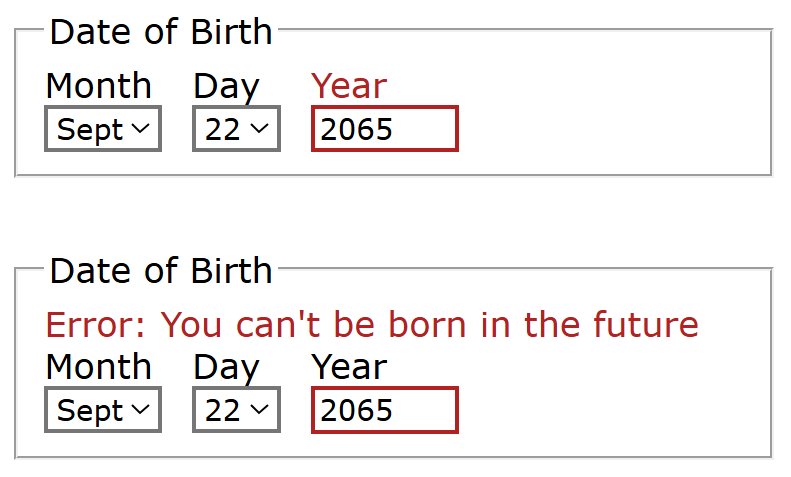 Date of Birth
Month Day Year
Sept 22 2065
Date of Birth
Error: You can't be born in the future
Month Day Year
Sept 22 2065